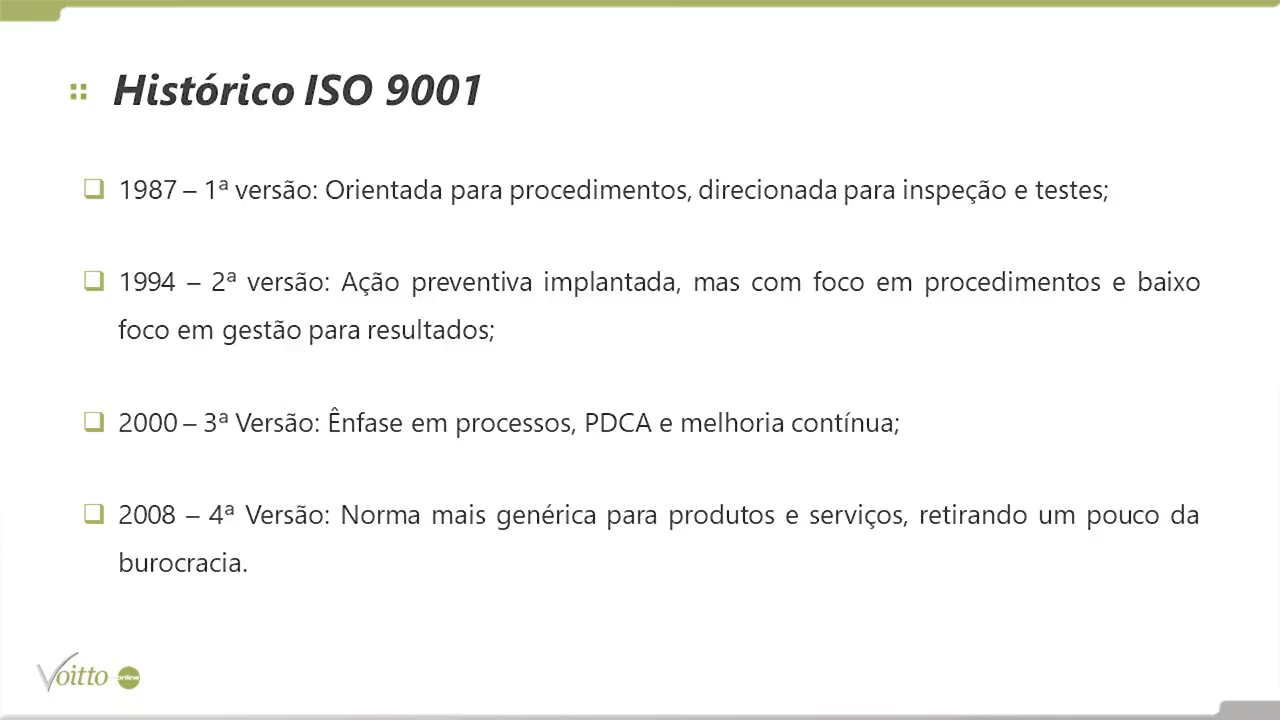 Histórico ISO 9001
1987 – 1ª versão: Orientada para procedimentos, direcionada para inspeção e testes;
1994 – 2ª versão: Ação preventiva implantada, mas com foco em procedimentos e baixo
foco em gestão para resultados;
2000 – 3ª Versão: Ênfase em processos, PDCA e melhoria contínua;
2008 – 4ª Versão: Norma mais genérica para produtos e serviços, retirando um pouco da
burocracia.
Voitto online